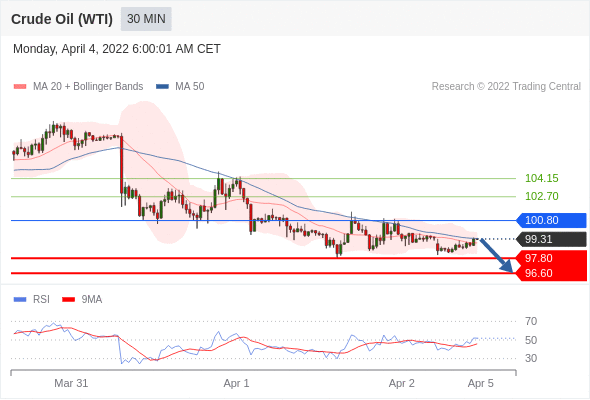 Crude Oil (WTI) 30 MIN
Monday, April 4, 2022 6:00:01 AM CET
MA 20 + Bollinger Bands MA 50 Research © 2022 Trading Central
104.15
102.70
100.80
99.31
97.80
96.60
RSI 9MA
70
50
30
Mar 31 Apr 1 Apr 2 Apr 5